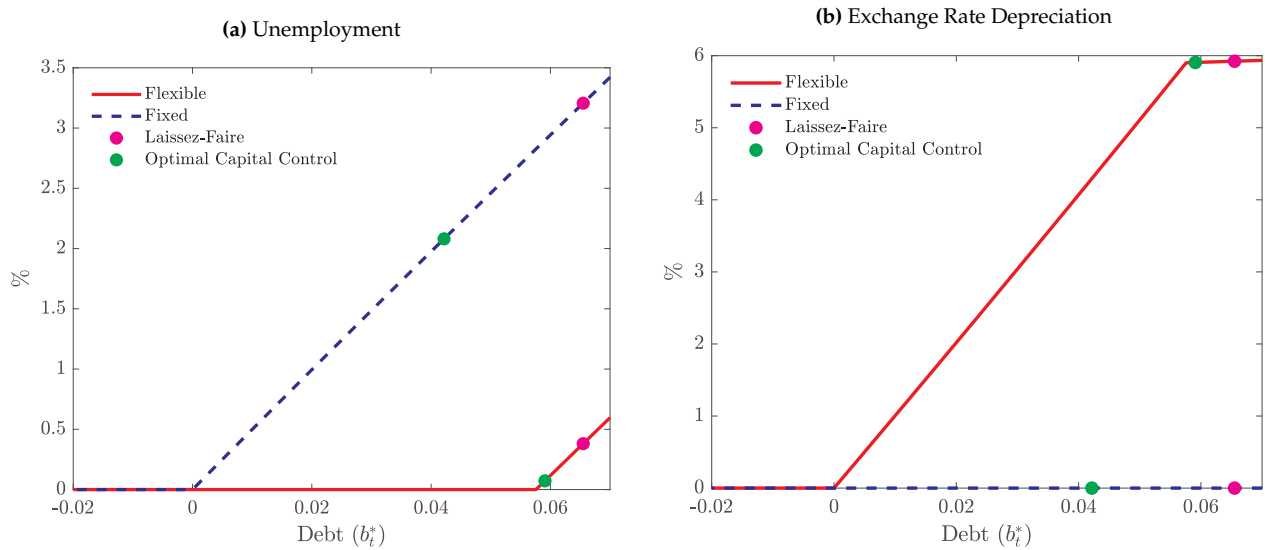 (a) Unemployment
3.5
3
2.5
2
1.5
1
0.5
0
%
Flexible
Fixed
Laissez-Faire
Optimal Capital Control
-0.02
0
0.02
0.04
0.06
Debt (b*t)
(b) Exchange Rate Depreciation
6
5
4
3
2
1
0
%
Flexible
Fixed
Laissez-Faire
Optimal Capital Control
-0.02
0
0.02
0.04
0.06
Debt (b*t)